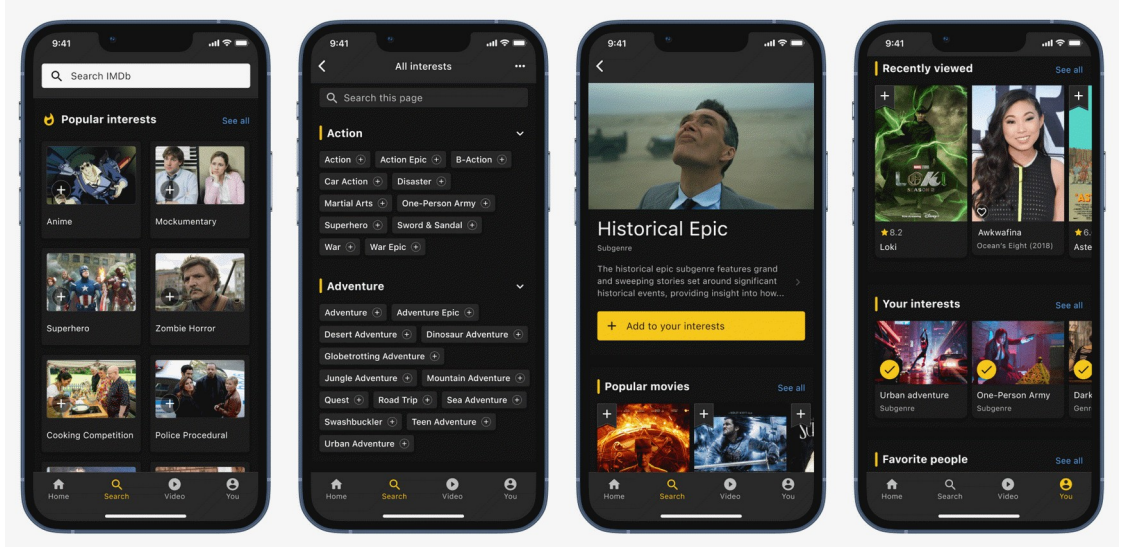 9:41
Search IMDb
Popular interests
See all
Anime
Mockumentary
Superhero
Zombie Horror
Cooking Competition
Police Procedural
Home
Search
Video
You
9:41
All interests
Search this page
Action
Action
Action Epic
B-Action
Car Action
Disaster
Martial Arts
One-Person Army
Superhero
Sword & Sandal
War
War Epic
Adventure
Adventure
Adventure Epic
Desert Adventure
Dinosaur Adventure
Globetrotting Adventure
Jungle Adventure
Mountain Adventure
Quest
Road Trip
Sea Adventure
Swashbuckler
Teen Adventure
Urban Adventure
Home
Search
Video
You
9:41
Historical Epic
Subgenre
The historical epic subgenre features grand
and sweeping stories set around significant
historical events, providing insight into how...
Add to your interests
Popular movies
See all
Home
Search
Video
You
9:41
Recently viewed
See all
LOKI
SEASON 2
Disney+
8.2
Loki
Awkwafina
Ocean's Eight (2018)
6.
Aste
Your interests
See all
Urban adventure
Subgenre
One-Person Army
Subgenre
Dark
Genr
Favorite people
See all
Home
Search
Video
You